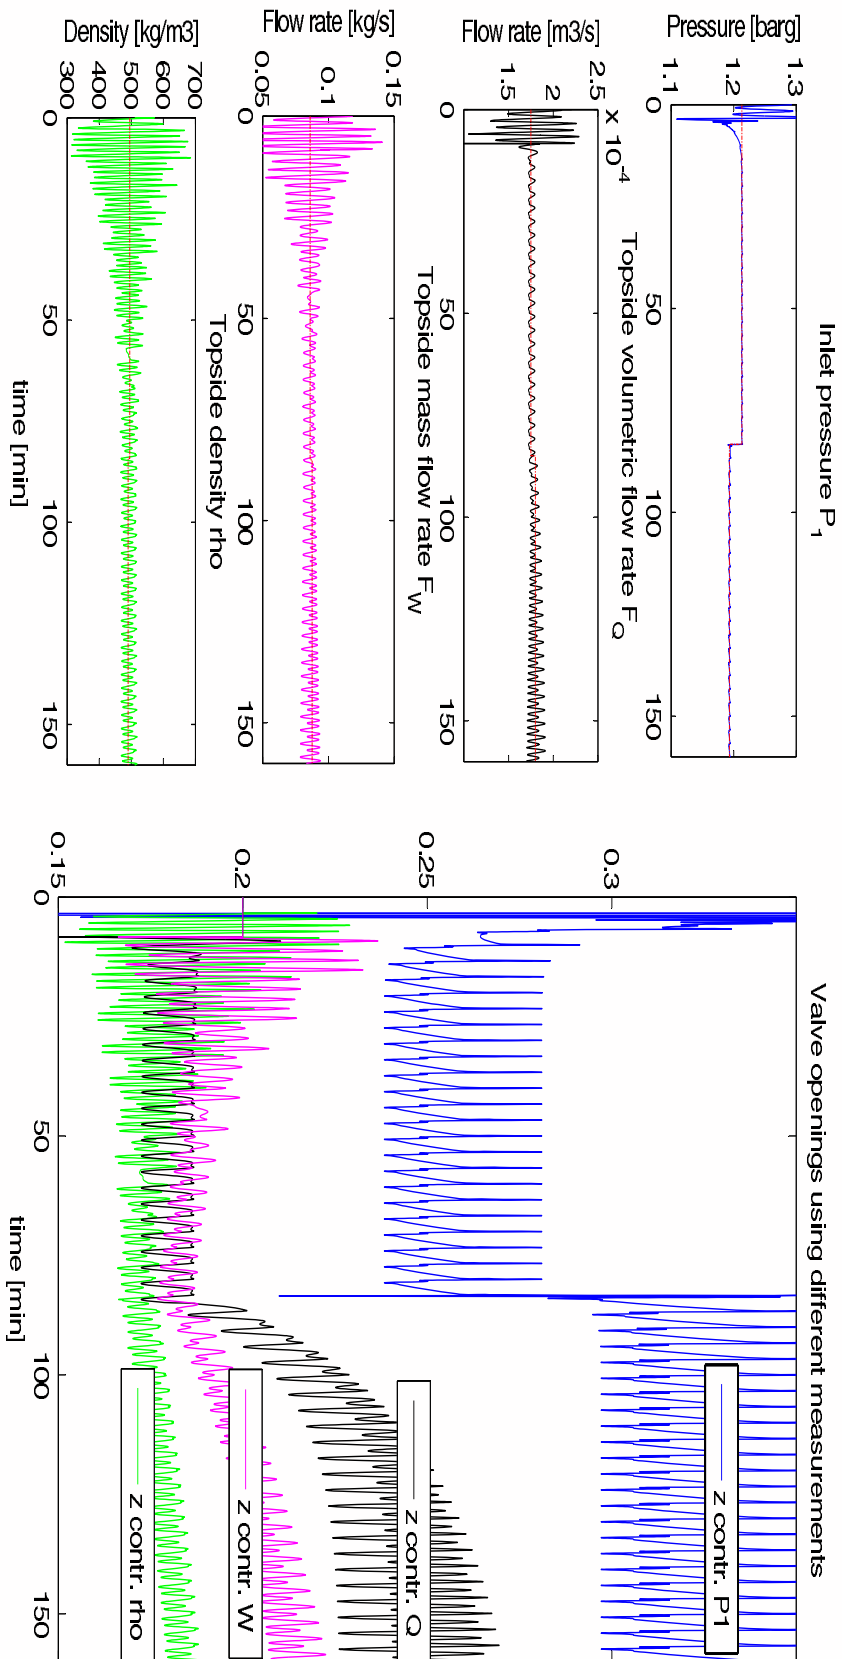 Inlet pressure P1
Pressure [barg]
1.3
1.2
1.1
0
50
100
150
Topside volumetric flow rate FQ
x 10-4
Flow rate [m3/s]
2.5
2
1.5
0
50
100
150
Topside mass flow rate FW
Flow rate [kg/s]
0.15
0.1
0.05
0
50
100
150
Topside density rho
Density [kg/m3]
700
600
500
400
300
0
50
100
150
time [min]
Valve openings using different measurements
0.3
0.25
0.2
0.15
0
50
100
150
time [min]
z contr. P1
z contr. Q
z contr. W
z contr. rho